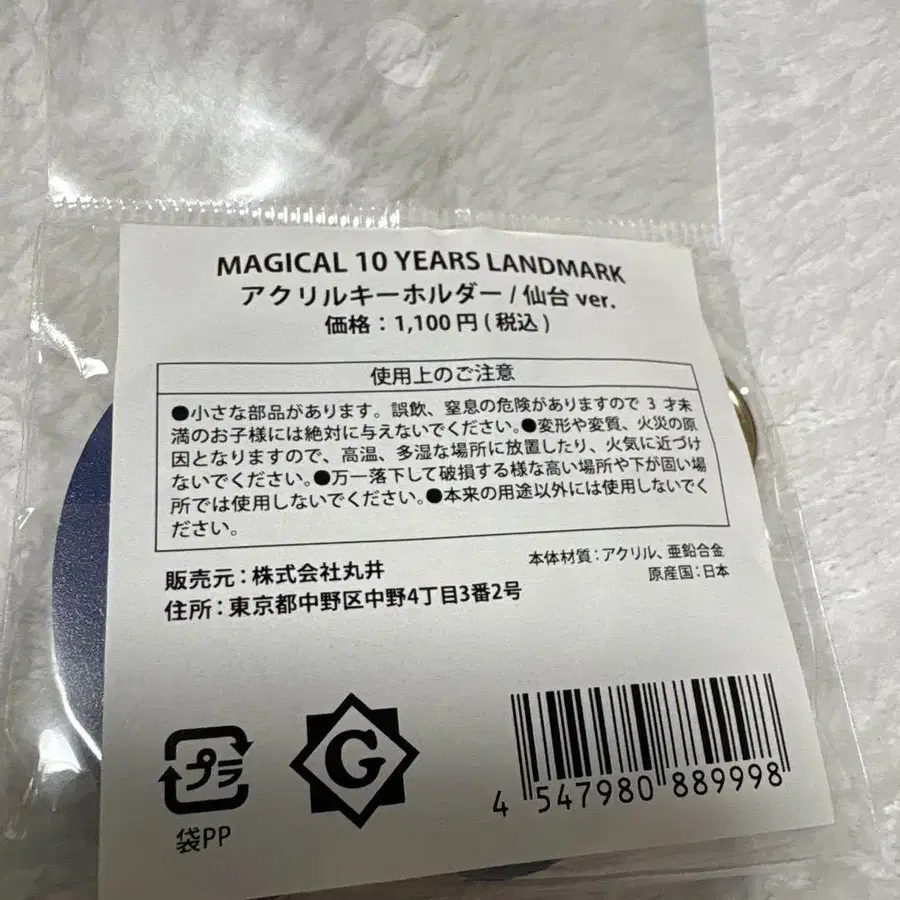 MAGICAL 10 YEARS LANDMARK
アクリルキーホルダー / 仙台 ver.
価格：1,100 円 ( 税込 )
使用上のご注意
●小さな部品があります。誤飲、窒息の危険がありますので 3 才未
満のお子様には絶対に与えないでください。●変形や変質、火災の原
因となりますので、高温、多湿な場所に放置したり、火気に近づけ
ないでください。●万一落下して破損する様な高い場所や下が固い場
所では使用しないでください。●本来の用途以外には使用しないでく
ださい。
本体材質：アクリル、亜鉛合金
原産国：日本
販売元：株式会社丸井
住所：東京都中野区中野4丁目3番2号
プラ
袋PP
G
4 547980 889998